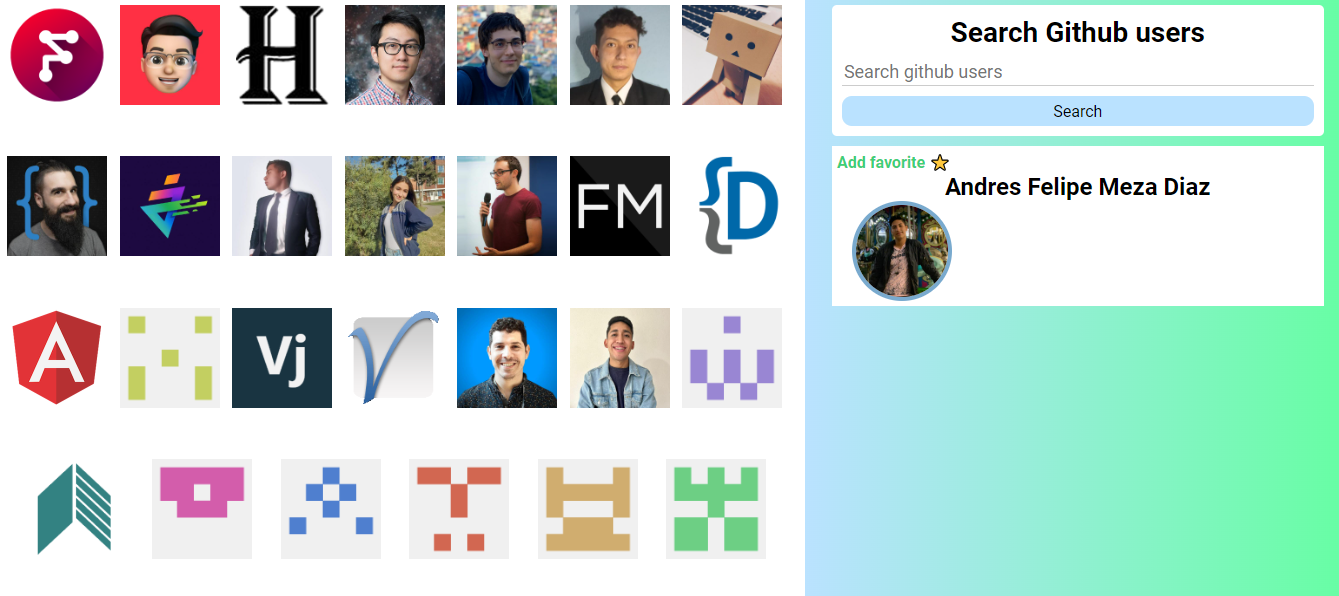 H
FM
{D
A
Vj
V
Search Github users
Search github users
Search
Add favorite
Andres Felipe Meza Diaz